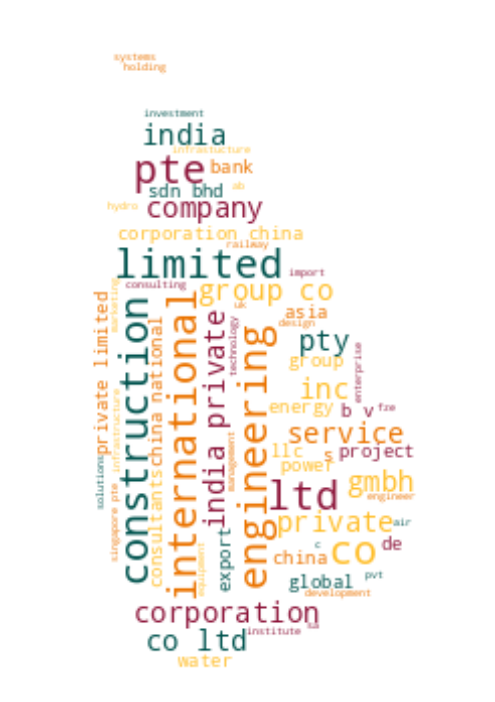 systems
holding
investment
india
infrastucture
pte
bank
sdn bhd
ab
hydro
company
corporation china
railway
limited
import
consulting
group co
marketing
private limited
construction
china national
international
india private
uk
technology
engineering
asia
design
pty
group
enterprise
inc
energy
b v
fze
service
infrastructure
consultants
management
llc
s
project
power
solutions
singapore pte
ltd
gmbh
engineer
private
air
export
c
co
de
china
equipment
global
pvt
development
corporation
sa
co ltd
institute
water